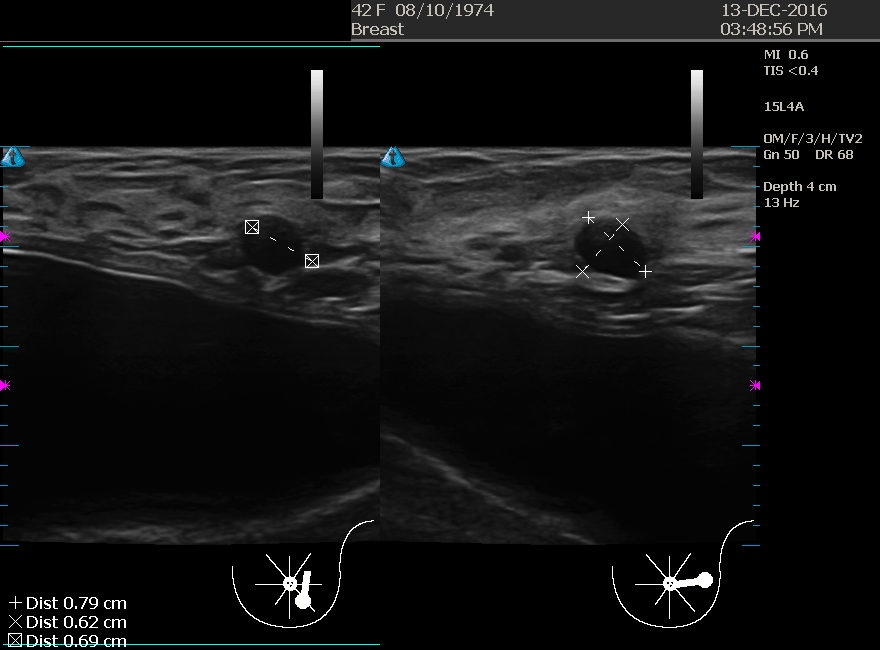 42 F 08/10/1974
13-DEC-2016
Breast
03:48:56 PM
MI 0.6
TIS <0.4
15L4A
OM/F/3/H/TV2
Gn 50 DR 68
Depth 4 cm
13 Hz
Dist 0.79 cm
Dist 0.62 cm
Dist 0.69 cm